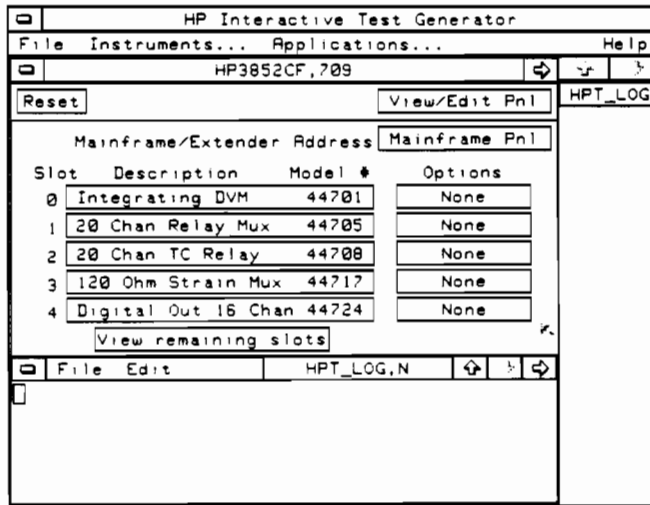 HP Interactive Test Generator
File Instruments... Applications... Help
HP3852CF,709
Reset View/Edit Pnl HPT_LOG
Mainframe/Extender Address Mainframe Pnl
Slot Description Model # Options
0 Integrating DVM 44701 None
1 20 Chan Relay Mux 44705 None
2 20 Chan TC Relay 44708 None
3 120 Ohm Strain Mux 44717 None
4 Digital Out 16 Chan 44724 None
View remaining slots
File Edit HPT_LOG,N